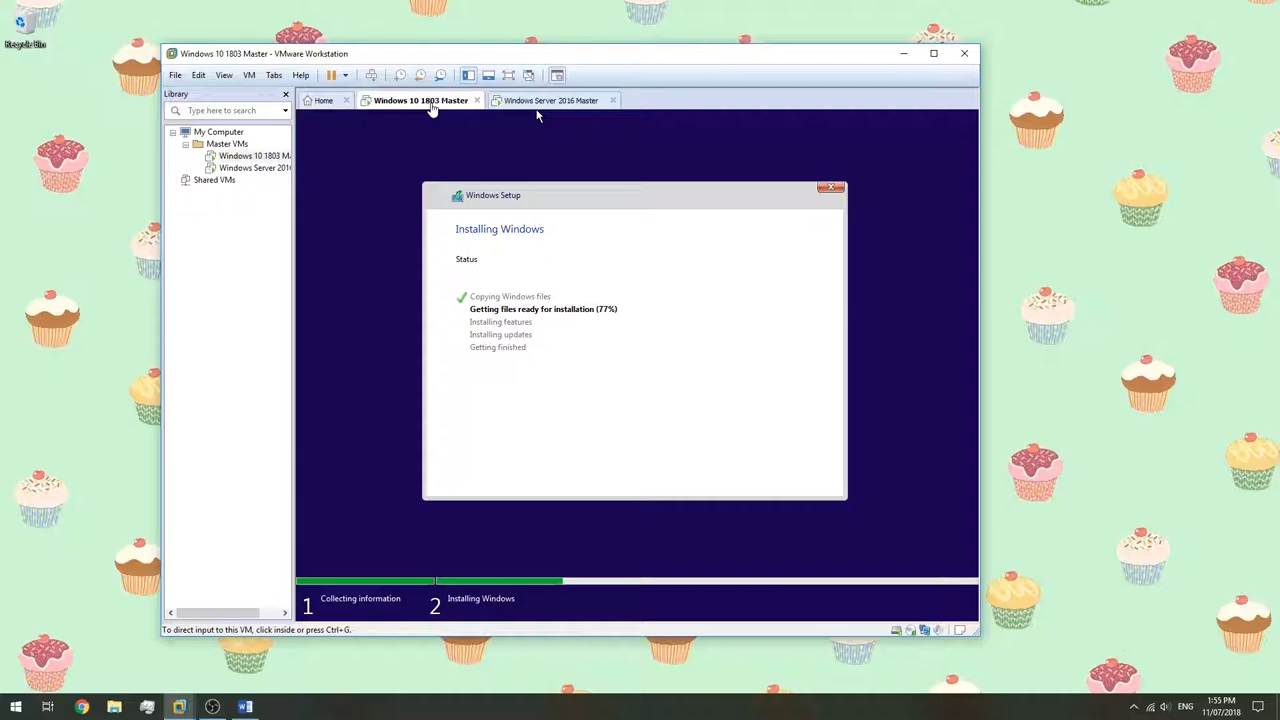 Recycle Bin
Windows 10 1803 Master - VMware Workstation
File Edit View VM Tabs Help
Library
Type here to search
Home
Windows 10 1803 Master
Windows Server 2016 Master
My Computer
Master VMs
Windows 10 1803 Ma
Windows Server 2016
Shared VMs
Windows Setup
Installing Windows
Status
Copying Windows files
Getting files ready for installation (77%)
Installing features
Installing updates
Getting finished
1 Collecting information
2 Installing Windows
To direct input to this VM, click inside or press Ctrl+G.
ENG
1:55 PM
11/07/2018